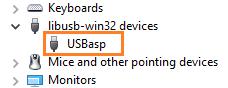 Keyboards
libusb-win32 devices
USBasp
Mice and other pointing devices
Monitors